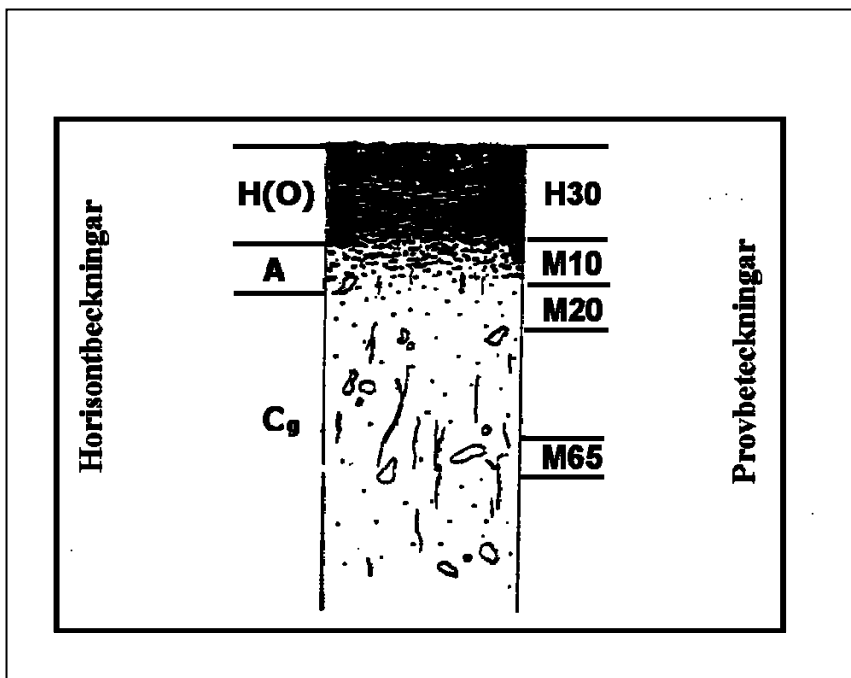 Horisontbeckningar
H(O)
A
Cg
H30
M10
M20
M65
Provbeteckningar